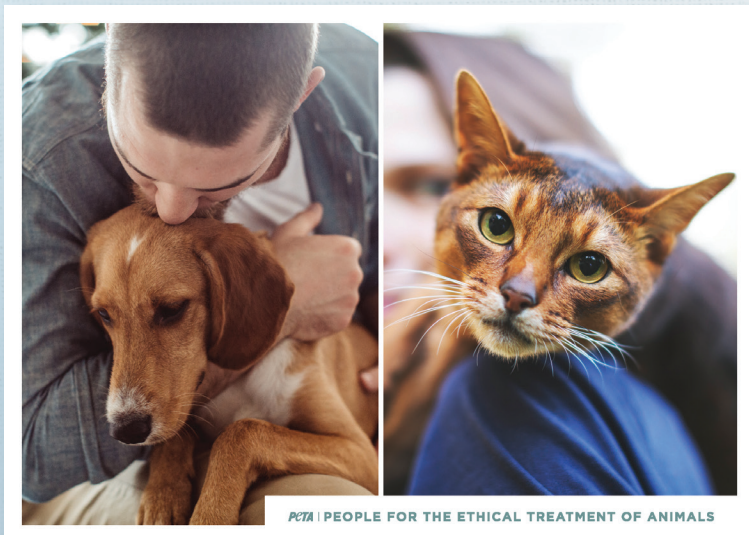 PETA | PEOPLE FOR THE ETHICAL TREATMENT OF ANIMALS